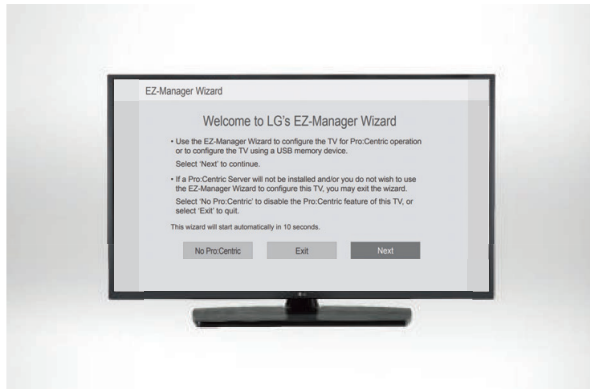 EZ-Manager Wizard
Welcome to LG's EZ-Manager Wizard
• Use the EZ-Manager Wizard to configure the TV for Pro:Centric operation
or to configure the TV using a USB memory device.
Select 'Next' to continue.
• If a Pro:Centric Server will not be installed and/or you do not wish to use
the EZ-Manager Wizard to configure this TV, you may exit the wizard.
Select 'No Pro:Centric' to disable the Pro:Centric feature of this TV, or
select 'Exit' to quit.
This wizard will start automatically in 10 seconds.
No Pro:Centric Exit Next